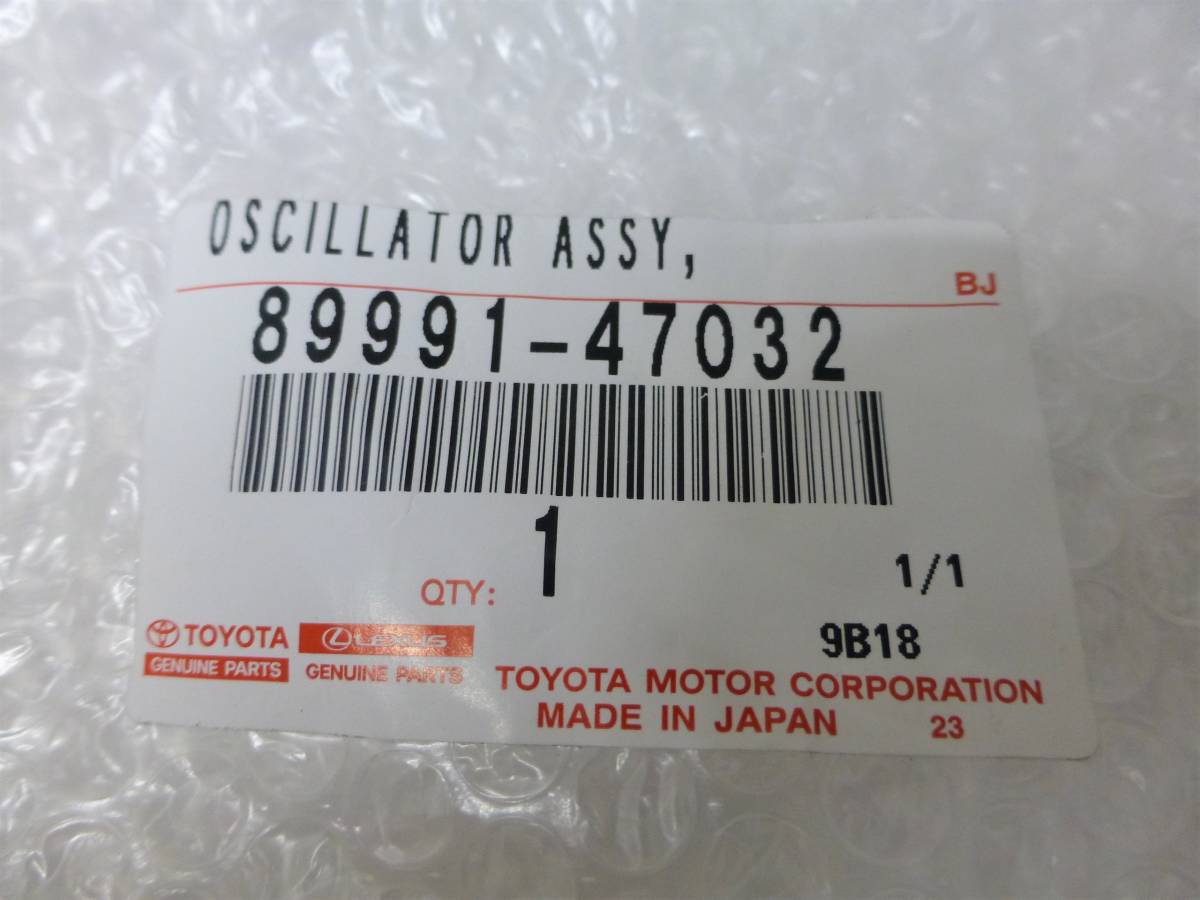 OSCILLATOR ASSY,
BJ
89991-47032
1
QTY:
1/1
9B18
TOYOTA
GENUINE PARTS
LEXUS
GENUINE PARTS
TOYOTA MOTOR CORPORATION
MADE IN JAPAN 23